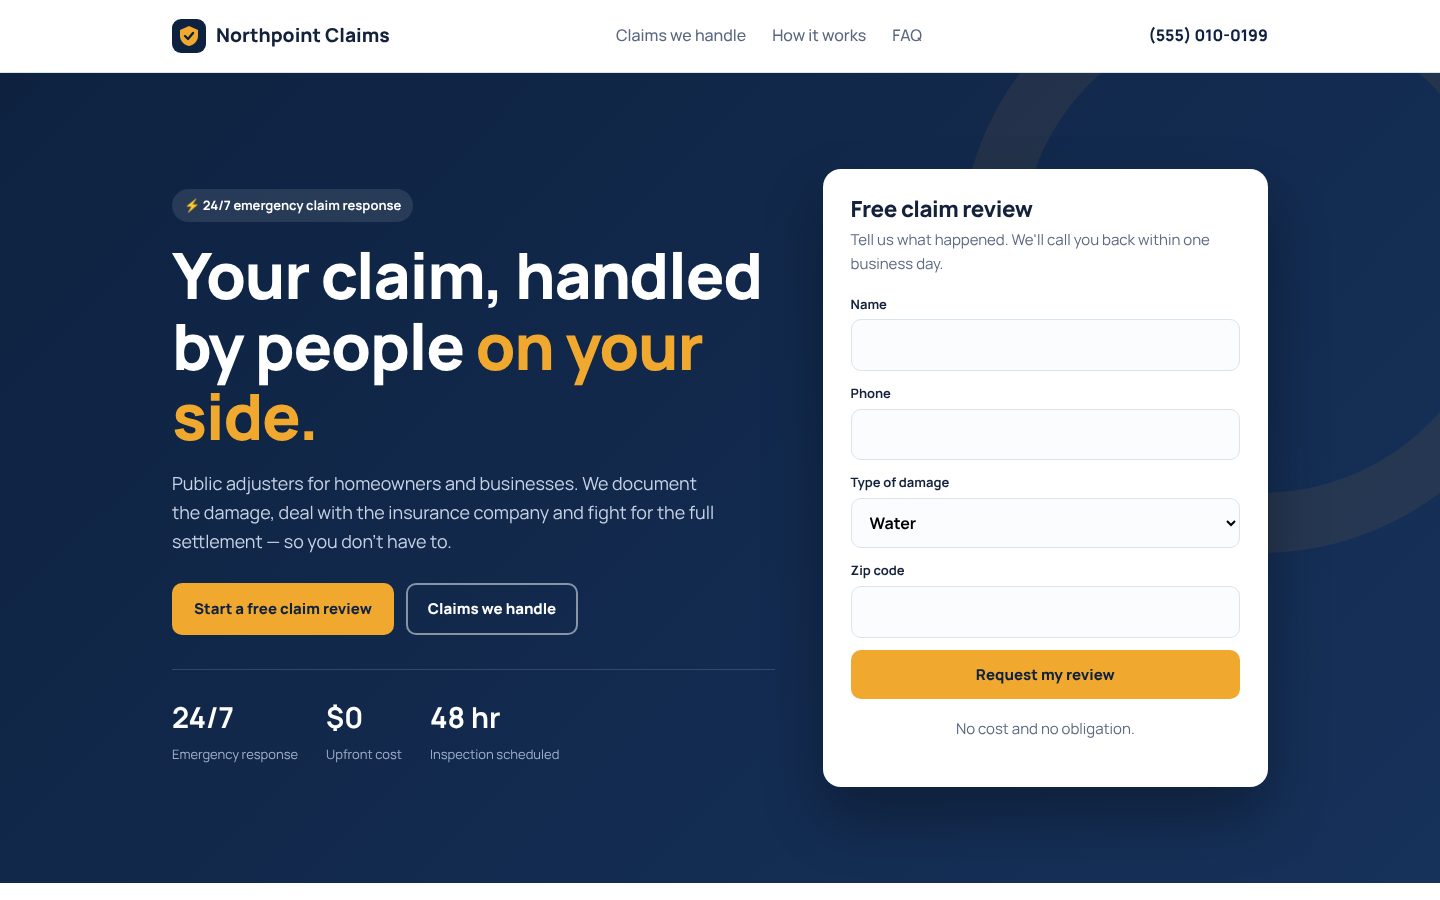 Northpoint Claims
Claims we handle
How it works
FAQ
(555) 010-0199
⚡ 24/7 emergency claim response
Your claim, handled
by people on your
side.
Public adjusters for homeowners and businesses. We document
the damage, deal with the insurance company and fight for the full
settlement — so you don't have to.
Start a free claim review
Claims we handle
24/7
Emergency response
$0
Upfront cost
48 hr
Inspection scheduled
Free claim review
Tell us what happened. We'll call you back within one
business day.
Name
Phone
Type of damage
Water
Zip code
Request my review
No cost and no obligation.